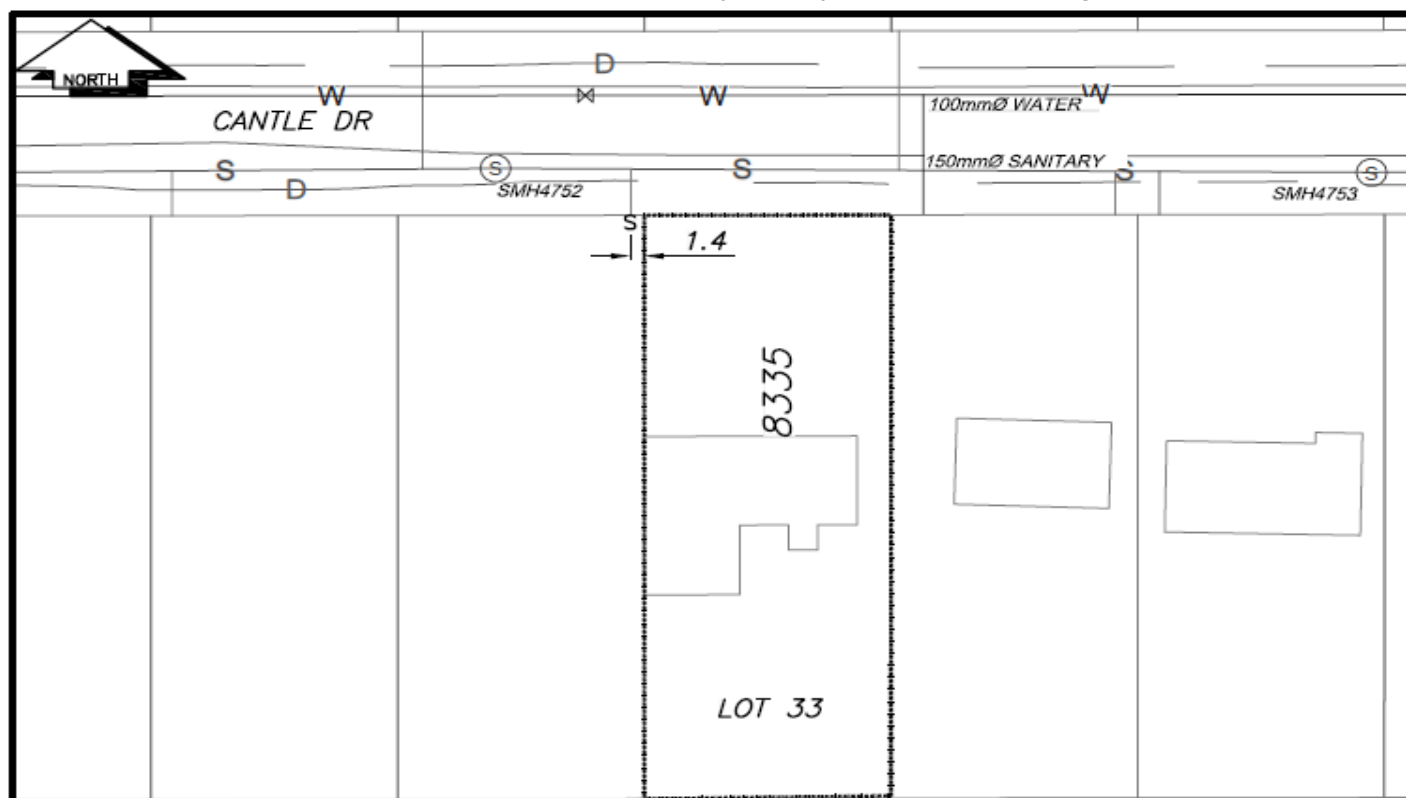 D
NORTH
W
W
W
100mmØ WATER
CANTLE DR
150mmØ SANITARY
S
S
S
S
S
D
SMH4752
SMH4753
S
1.4
8335
LOT 33